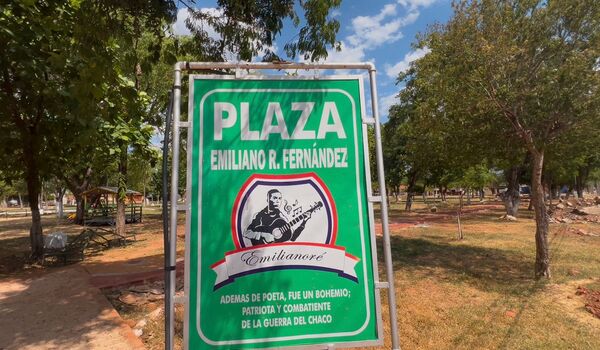 PLAZA
EMILIANO R. FERNÁNDEZ
Emilianoré
ADEMAS DE POETA, FUE UN BOHEMIO;
PATRIOTA Y COMBATIENTE
DE LA GUERRA DEL CHACO